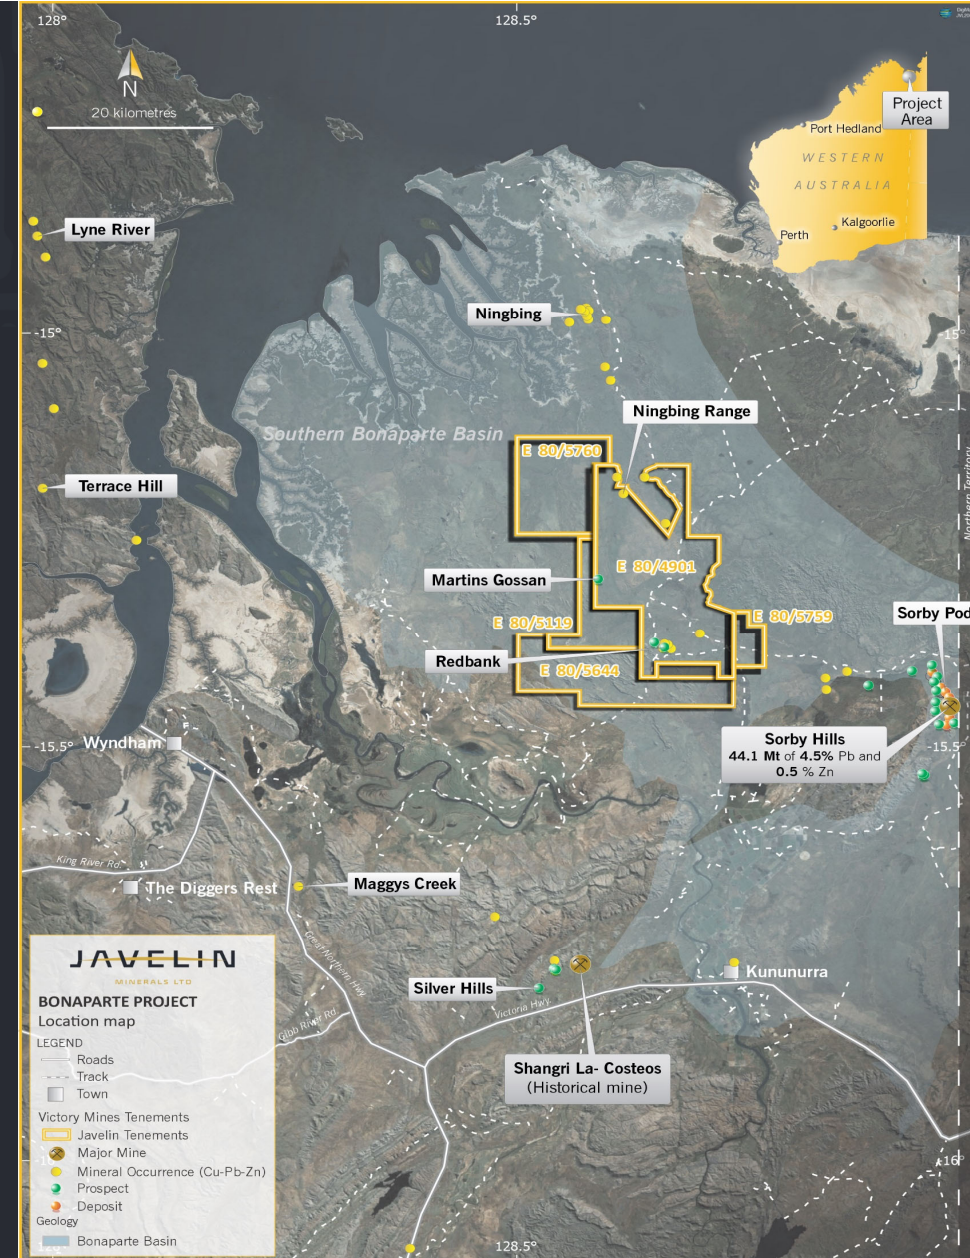 128°
128.5°
N
20 kilometres
Project
Area
Port Hedland
WESTERN
AUSTRALIA
Kalgoorlie
Perth
Lyne River
Ningbing
-15°
-15°
Ningbing Range
Southern Bonaparte Basin
E 80/5760
Northern Territory
Terrace Hill
E 80/4901
Martins Gossan
E 80/5119
E 80/5759
Sorby Pod
Redbank
E 80/5644
Sorby Hills
44.1 Mt of 4.5% Pb and
0.5 % Zn
-15.5°
-15.5°
Wyndham
King River Rd.
The Diggers Rest
Maggys Creek
Great Northern Hwy.
Kununurra
Silver Hills
Victoria Hwy.
Gibb River Rd
Shangri La- Costeos
(Historical mine)
JAVELIN
MINERALS LTD
BONAPARTE PROJECT
Location map
LEGEND
Roads
Track
Town
Victory Mines Tenements
Javelin Tenements
Major Mine
Mineral Occurrence (Cu-Pb-Zn)
Prospect
Deposit
Geology
Bonaparte Basin
-16°
-16°
128°
128.5°